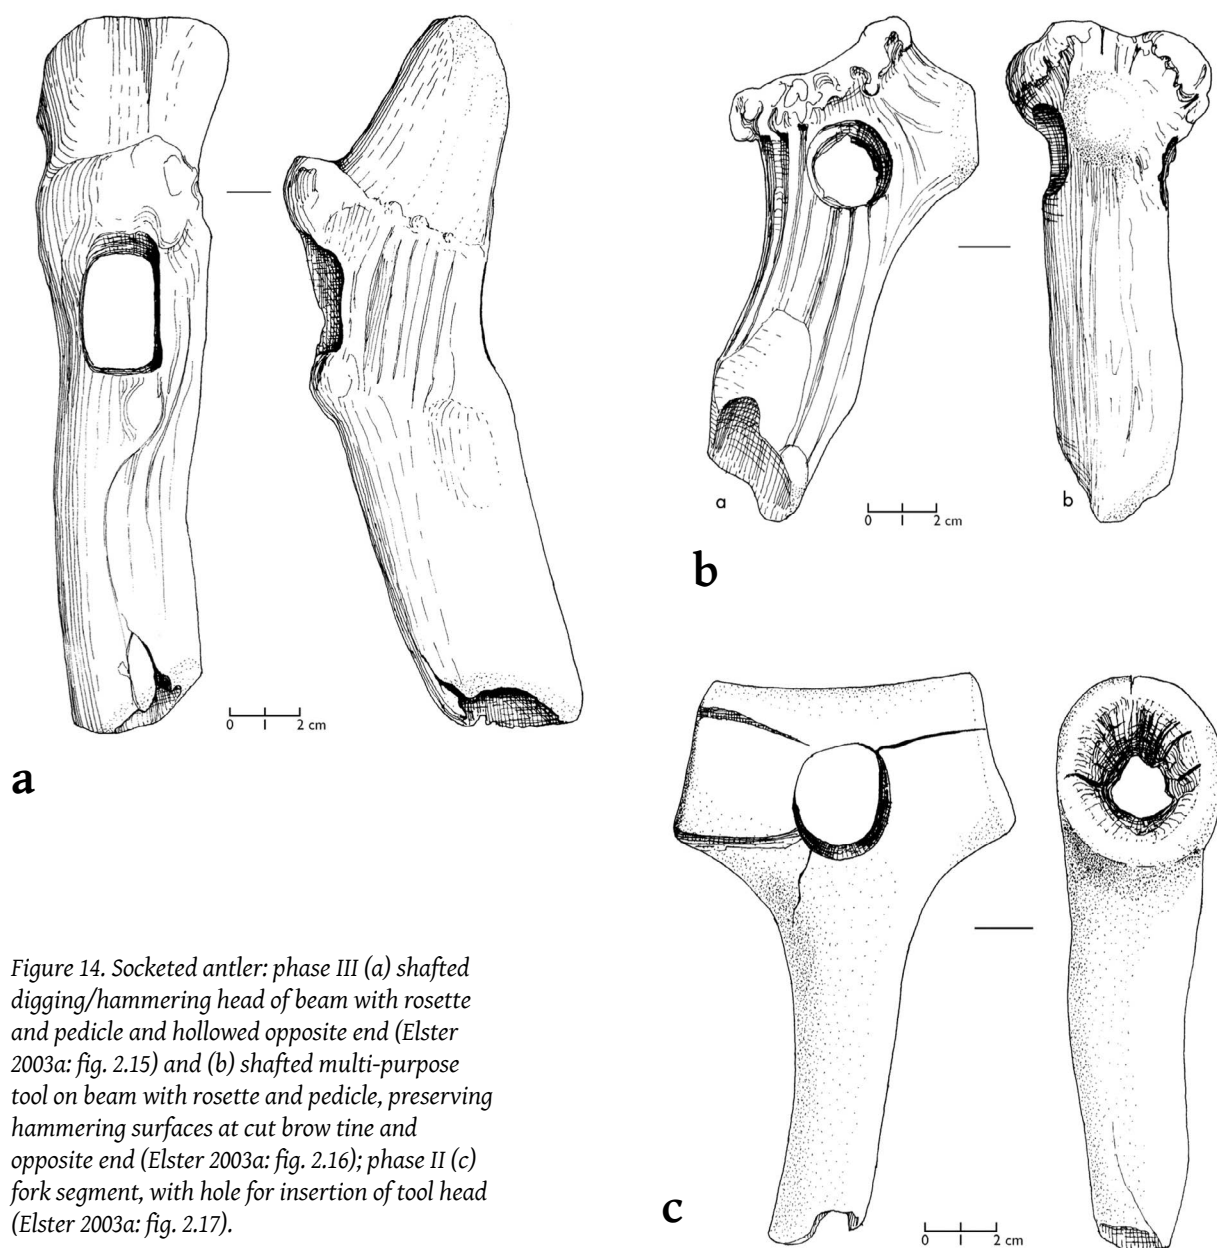 a
b
0 1 2 cm
b
0 1 2 cm
a
Figure 14. Socketed antler: phase III (a) shafted
digging/hammering head of beam with rosette
and pedicle and hollowed opposite end (Elster
2003a: fig. 2.15) and (b) shafted multi-purpose
tool on beam with rosette and pedicle, preserving
hammering surfaces at cut brow tine and
opposite end (Elster 2003a: fig. 2.16); phase II (c)
fork segment, with hole for insertion of tool head
(Elster 2003a: fig. 2.17).
c
0 1 2 cm